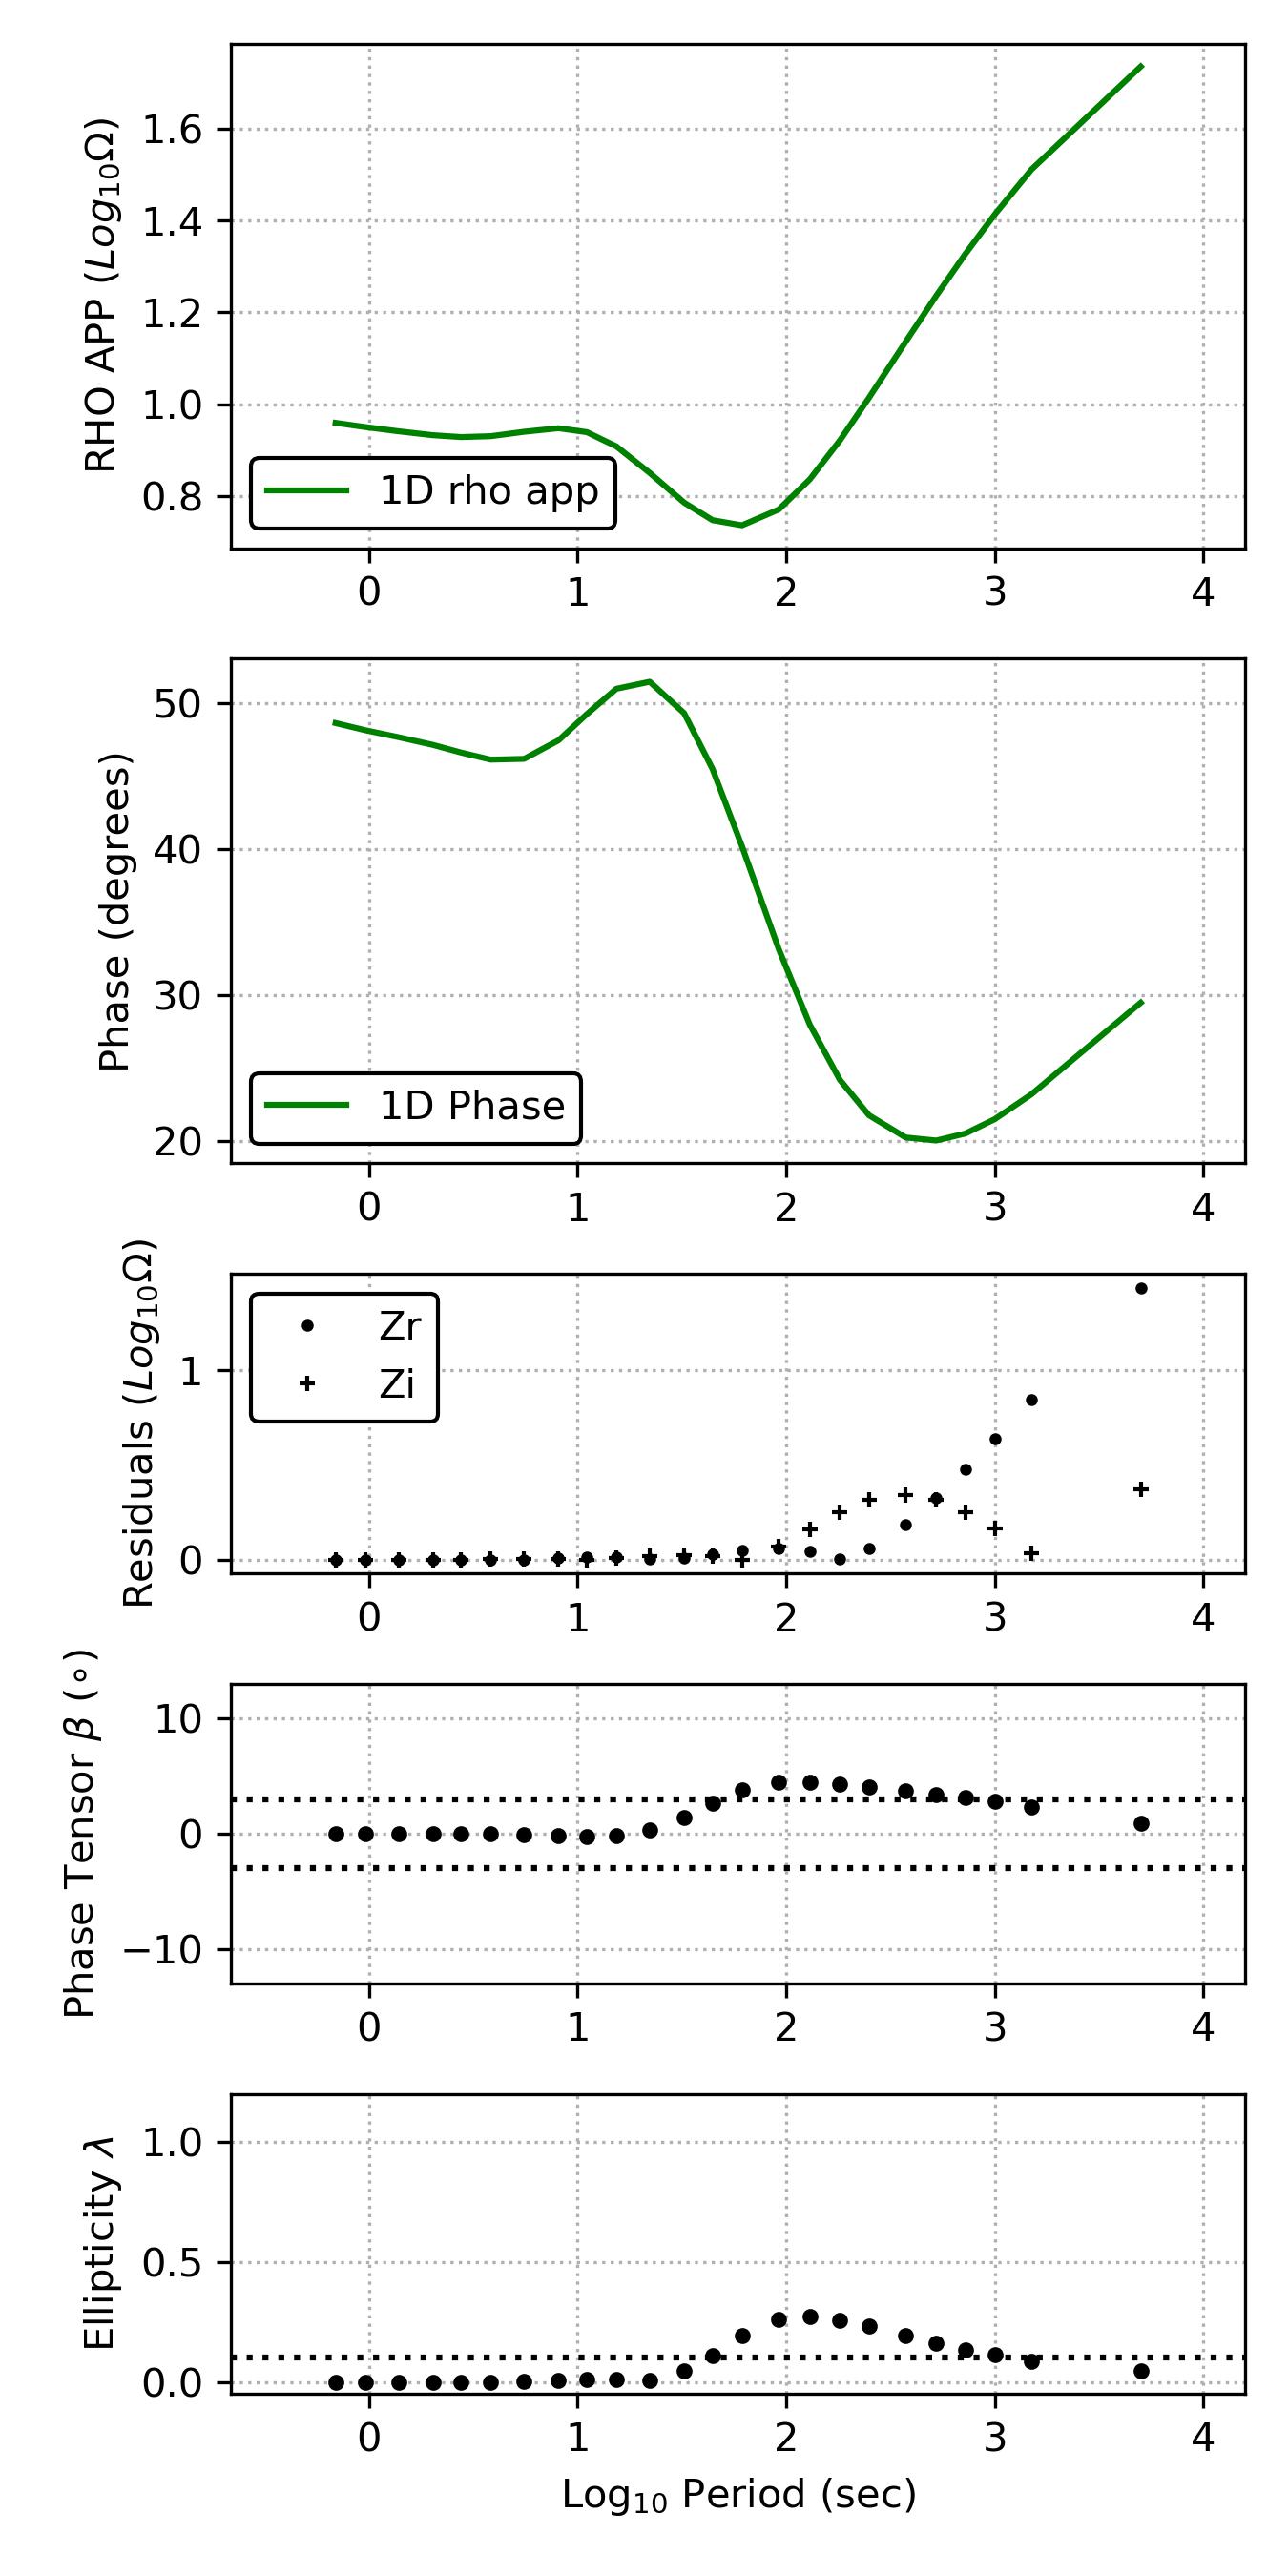 RHO APP (Log₁₀Ω)
1.6
1.4
1.2
1.0
0.8
1D rho app
0 1 2 3 4
Phase (degrees)
50
40
30
20
1D Phase
0 1 2 3 4
Residuals (Log₁₀Ω)
1
0
Zr
Zi
0 1 2 3 4
Phase Tensor β (∘)
10
0
−10
0 1 2 3 4
Ellipticity λ
1.0
0.5
0.0
0 1 2 3 4
Log₁₀ Period (sec)